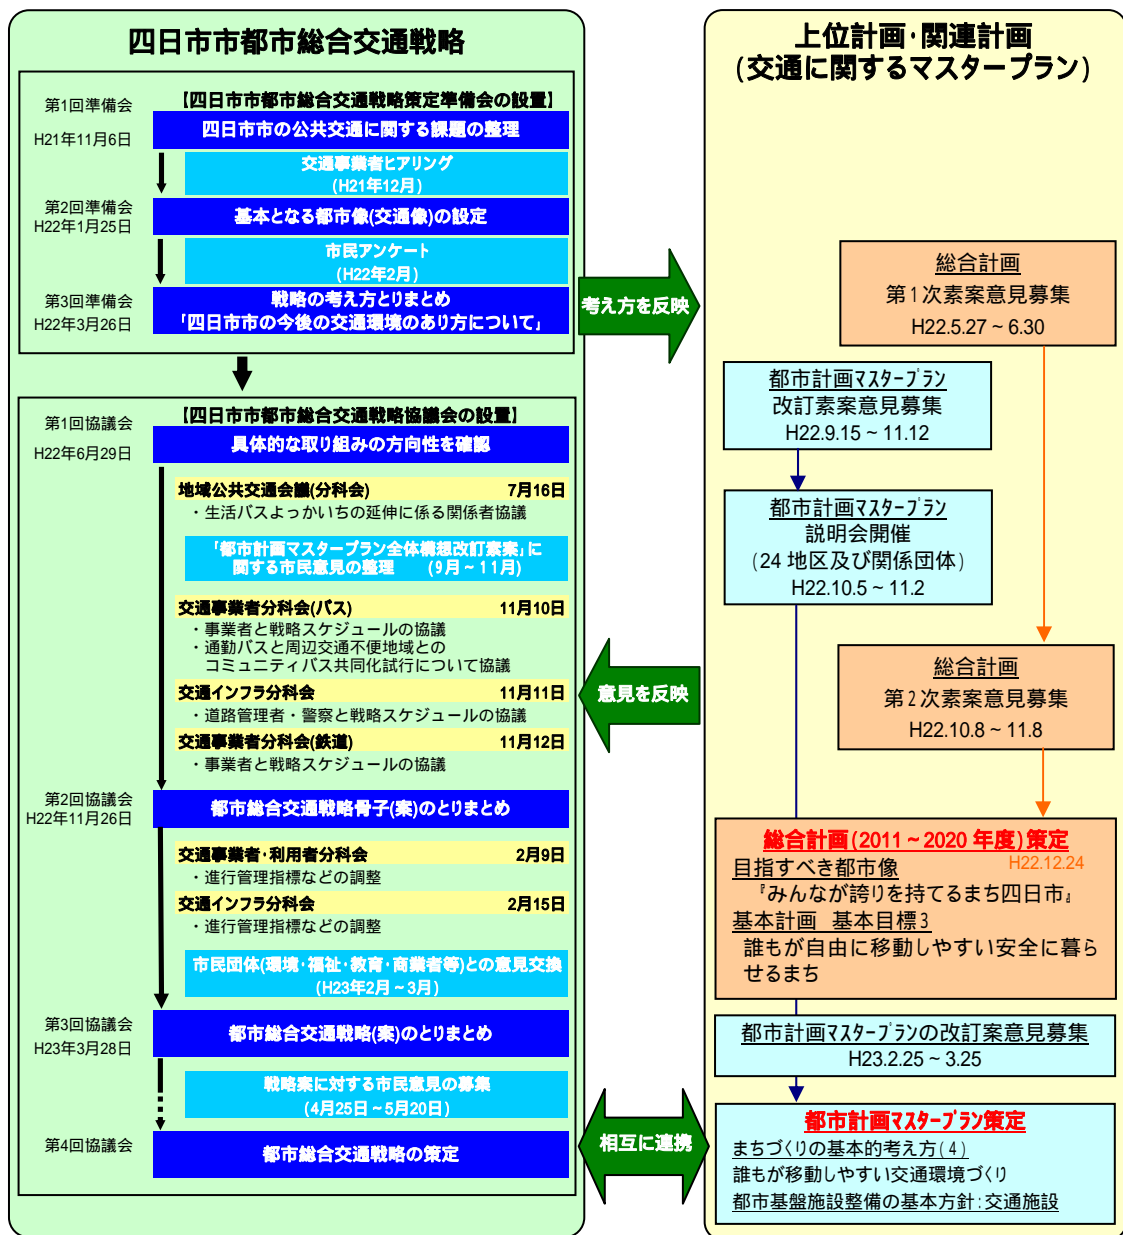 四日市市都市総合交通戦略
【四日市市都市総合交通戦略策定準備会の設置】
第1回準備会
H21年11月6日
四日市市の公共交通に関する課題の整理
交通事業者ヒアリング
(H21年12月)
第2回準備会
H22年1月25日
基本となる都市像(交通像)の設定
市民アンケート
(H22年2月)
第3回準備会
H22年3月26日
戦略の考え方とりまとめ
「四日市市の今後の交通環境のあり方について」
【四日市市都市総合交通戦略協議会の設置】
第1回協議会
H22年6月29日
具体的な取り組みの方向性を確認
地域公共交通会議(分科会) 7月16日
・生活バスよっかいちの延伸に係る関係者協議
「都市計画マスタープラン全体構想改訂素案」に
関する市民意見の整理 (9月~11月)
交通事業者分科会(バス) 11月10日
・事業者と戦略スケジュールの協議
・通勤バスと周辺交通不便地域との
コミュニティバス共同化試行について協議
交通インフラ分科会 11月11日
・道路管理者・警察と戦略スケジュールの協議
交通事業者分科会(鉄道) 11月12日
・事業者と戦略スケジュールの協議
第2回協議会
H22年11月26日
都市総合交通戦略骨子(案)のとりまとめ
交通事業者・利用者分科会 2月9日
・進行管理指標などの調整
交通インフラ分科会 2月15日
・進行管理指標などの調整
市民団体(環境・福祉・教育・商業者等)との意見交換
(H23年2月~3月)
第3回協議会
H23年3月28日
都市総合交通戦略(案)のとりまとめ
戦略案に対する市民意見の募集
(4月25日~5月20日)
第4回協議会
都市総合交通戦略の策定
考え方を反映
意見を反映
相互に連携
上位計画・関連計画
(交通に関するマスタープラン)
総合計画
第1次素案意見募集
H22.5.27~6.30
都市計画ﾏｽﾀｰﾌﾟﾗﾝ
改訂素案意見募集
H22.9.15~11.12
都市計画ﾏｽﾀｰﾌﾟﾗﾝ
説明会開催
(24地区及び関係団体)
H22.10.5~11.2
総合計画
第2次素案意見募集
H22.10.8~11.8
総合計画(2011~2020年度)策定
H22.12.24
目指すべき都市像
『みんなが誇りを持てるまち四日市』
基本計画 基本目標3
誰もが自由に移動しやすい安全に暮ら
せるまち
都市計画ﾏｽﾀｰﾌﾟﾗﾝの改訂案意見募集
H23.2.25~3.25
都市計画ﾏｽﾀｰﾌﾟﾗﾝ策定
まちづくりの基本的考え方(4)
誰もが移動しやすい交通環境づくり
都市基盤施設整備の基本方針:交通施設